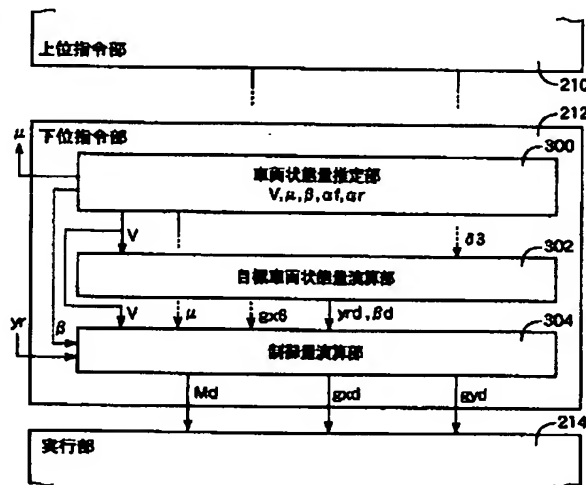 上位指令部
210
212
下位指令部
μ
300
車両状態量推定部
V,μ,β,αf,αr
V
δ3
302
目標車両状態量演算部
yr
β
V
μ
gx6
yrd,βd
304
制御量演算部
Md
gxd
gyd
214
実行部